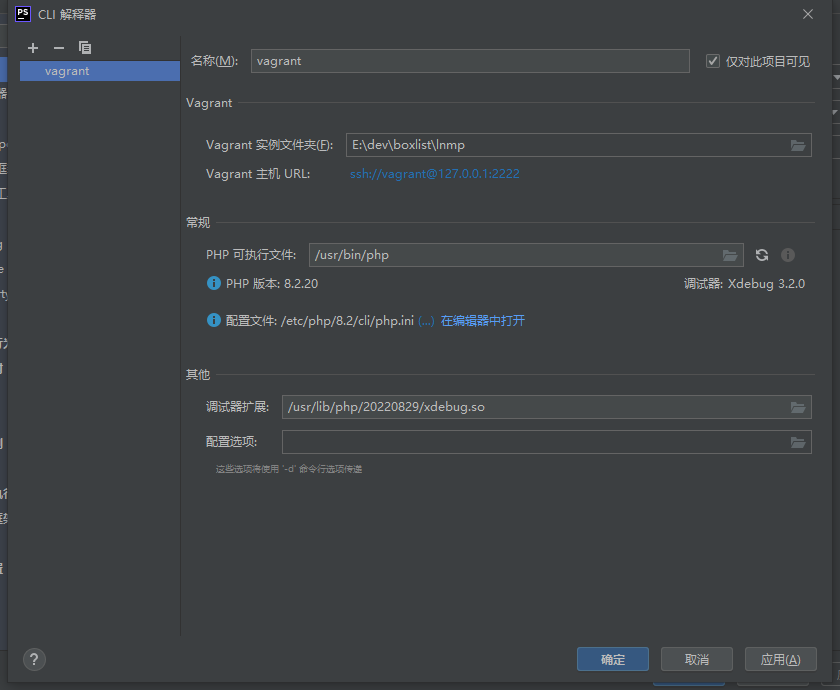 PS CLI 解释器
vagrant
名称(M): vagrant 仅对此项目可见
Vagrant
Vagrant 实例文件夹(F): E:\dev\boxlist\lnmp
Vagrant 主机 URL: ssh://vagrant@127.0.0.1:2222
常规
PHP 可执行文件: /usr/bin/php
PHP 版本: 8.2.20 调试器: Xdebug 3.2.0
配置文件: /etc/php/8.2/cli/php.ini (...) 在编辑器中打开
其他
调试器扩展: /usr/lib/php/20220829/xdebug.so
配置选项:
这些选项将使用 '-d' 命令行选项传递
? 确定 取消 应用(A)